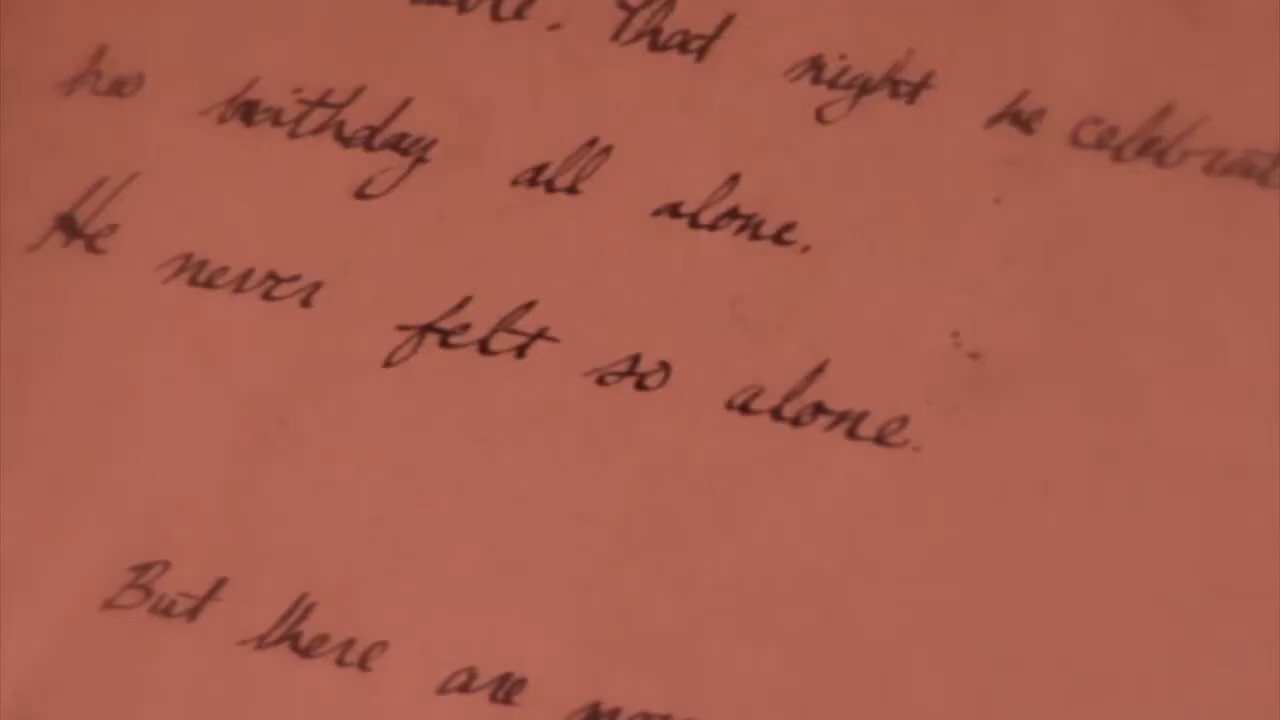 That night he celebrat
his birthday all alone.
He never felt so alone.
But there are